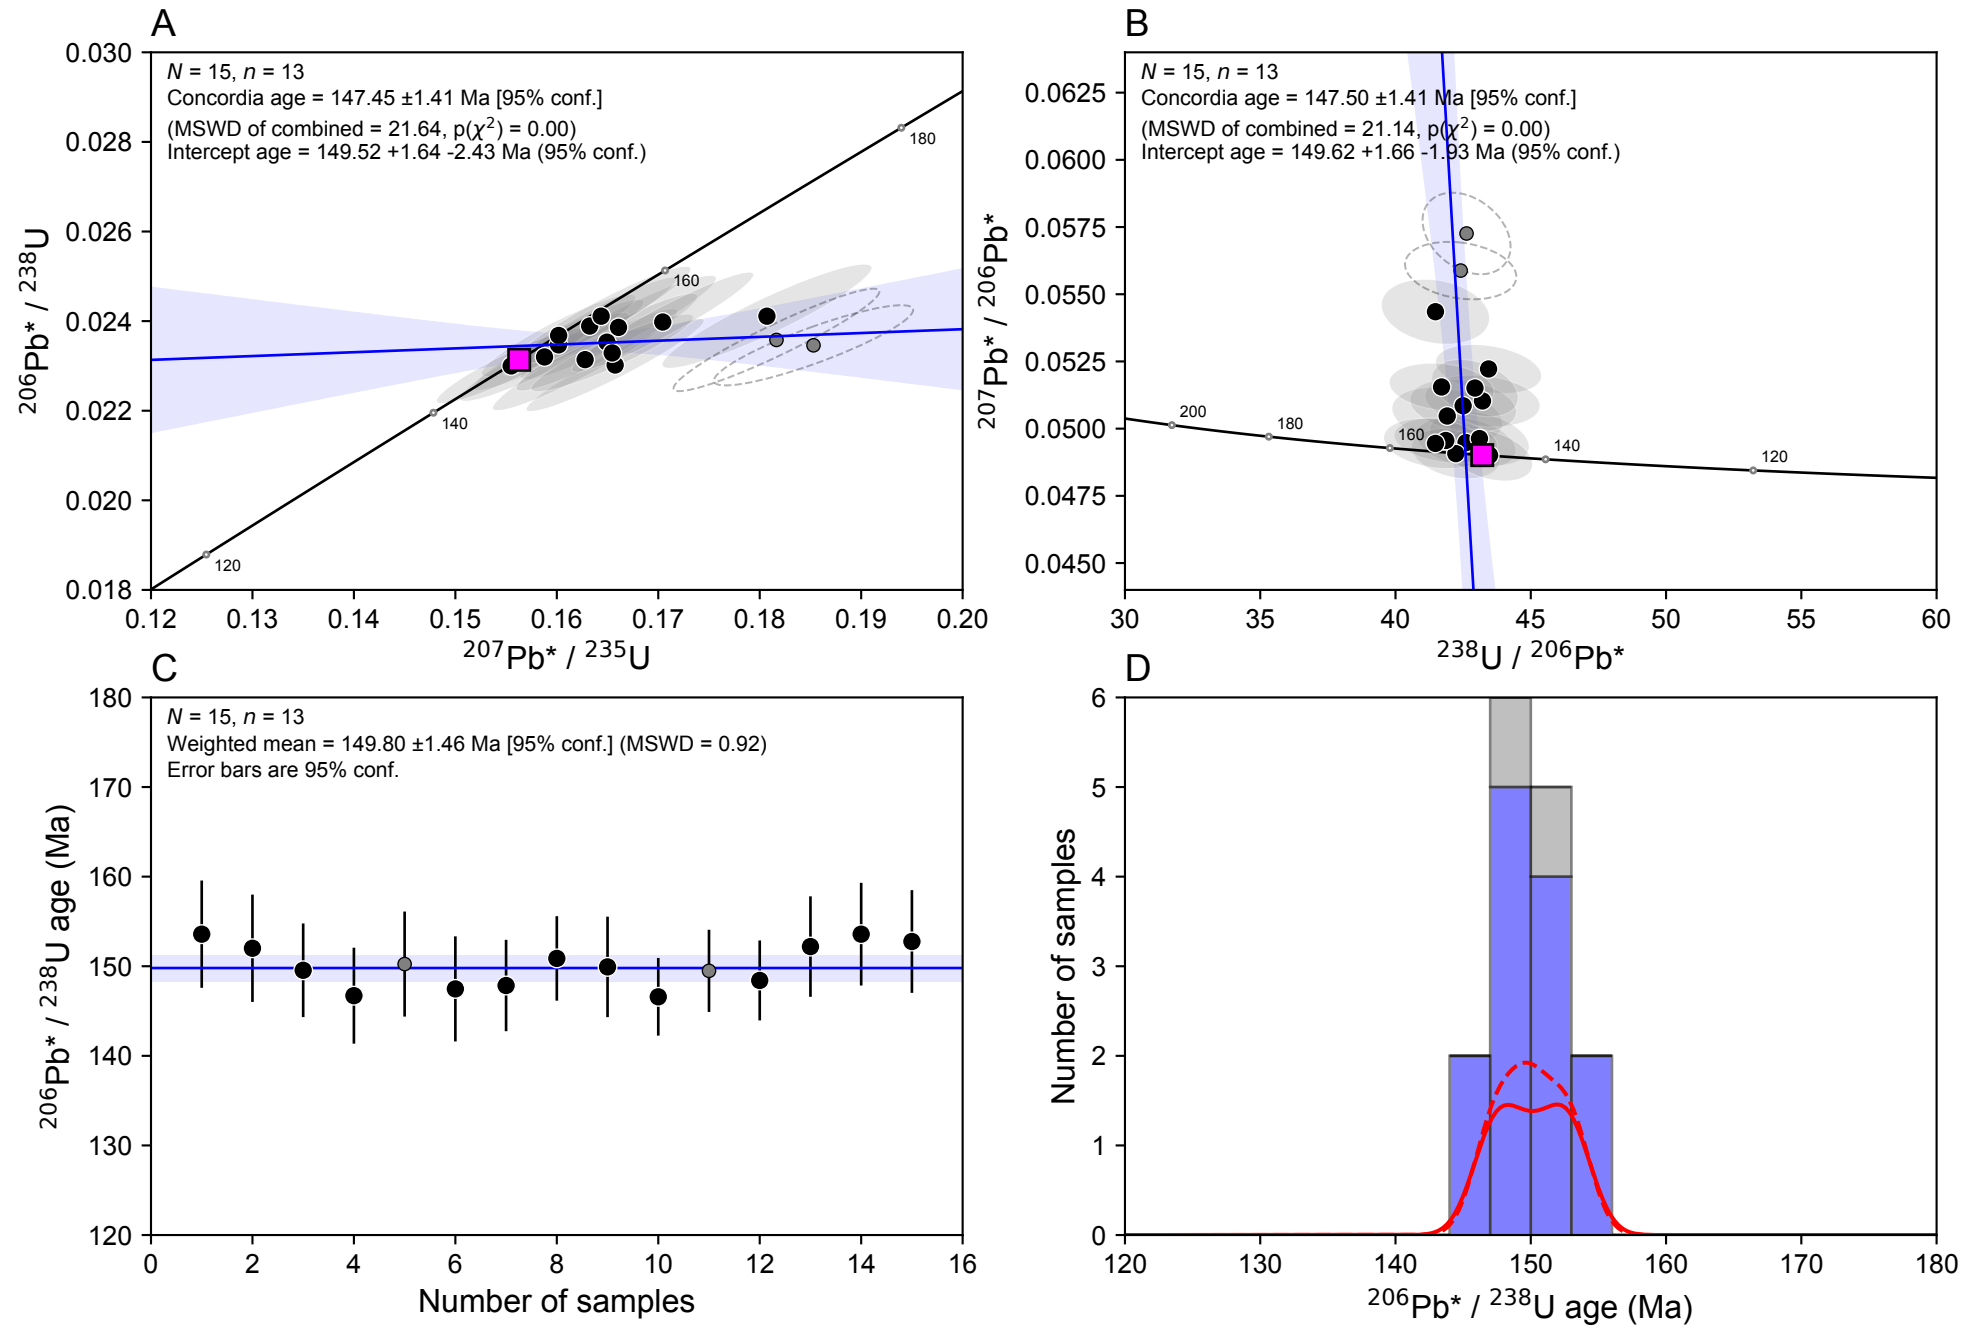 A
0.030
0.028
0.026
0.024
0.022
0.020
0.018
²⁰⁶Pb* / ²³⁸U
N = 15, n = 13
Concordia age = 147.45 ±1.41 Ma [95% conf.]
(MSWD of combined = 21.64, p(χ²) = 0.00)
Intercept age = 149.52 +1.64 -2.43 Ma (95% conf.)
180
160
140
120
0.12 0.13 0.14 0.15 0.16 0.17 0.18 0.19 0.20
²⁰⁷Pb* / ²³⁵U
B
0.0625
0.0600
0.0575
0.0550
0.0525
0.0500
0.0475
0.0450
²⁰⁷Pb* / ²⁰⁶Pb*
N = 15, n = 13
Concordia age = 147.50 ±1.41 Ma [95% conf.]
(MSWD of combined = 21.14, p(χ²) = 0.00)
Intercept age = 149.62 +1.66 -1.93 Ma (95% conf.)
200 180 160 140 120
30 35 40 45 50 55 60
²³⁸U / ²⁰⁶Pb*
C
180
170
160
150
140
130
120
²⁰⁶Pb* / ²³⁸U age (Ma)
N = 15, n = 13
Weighted mean = 149.80 ±1.46 Ma [95% conf.] (MSWD = 0.92)
Error bars are 95% conf.
0 2 4 6 8 10 12 14 16
Number of samples
D
6
5
4
3
2
1
0
Number of samples
120 130 140 150 160 170 180
²⁰⁶Pb* / ²³⁸U age (Ma)